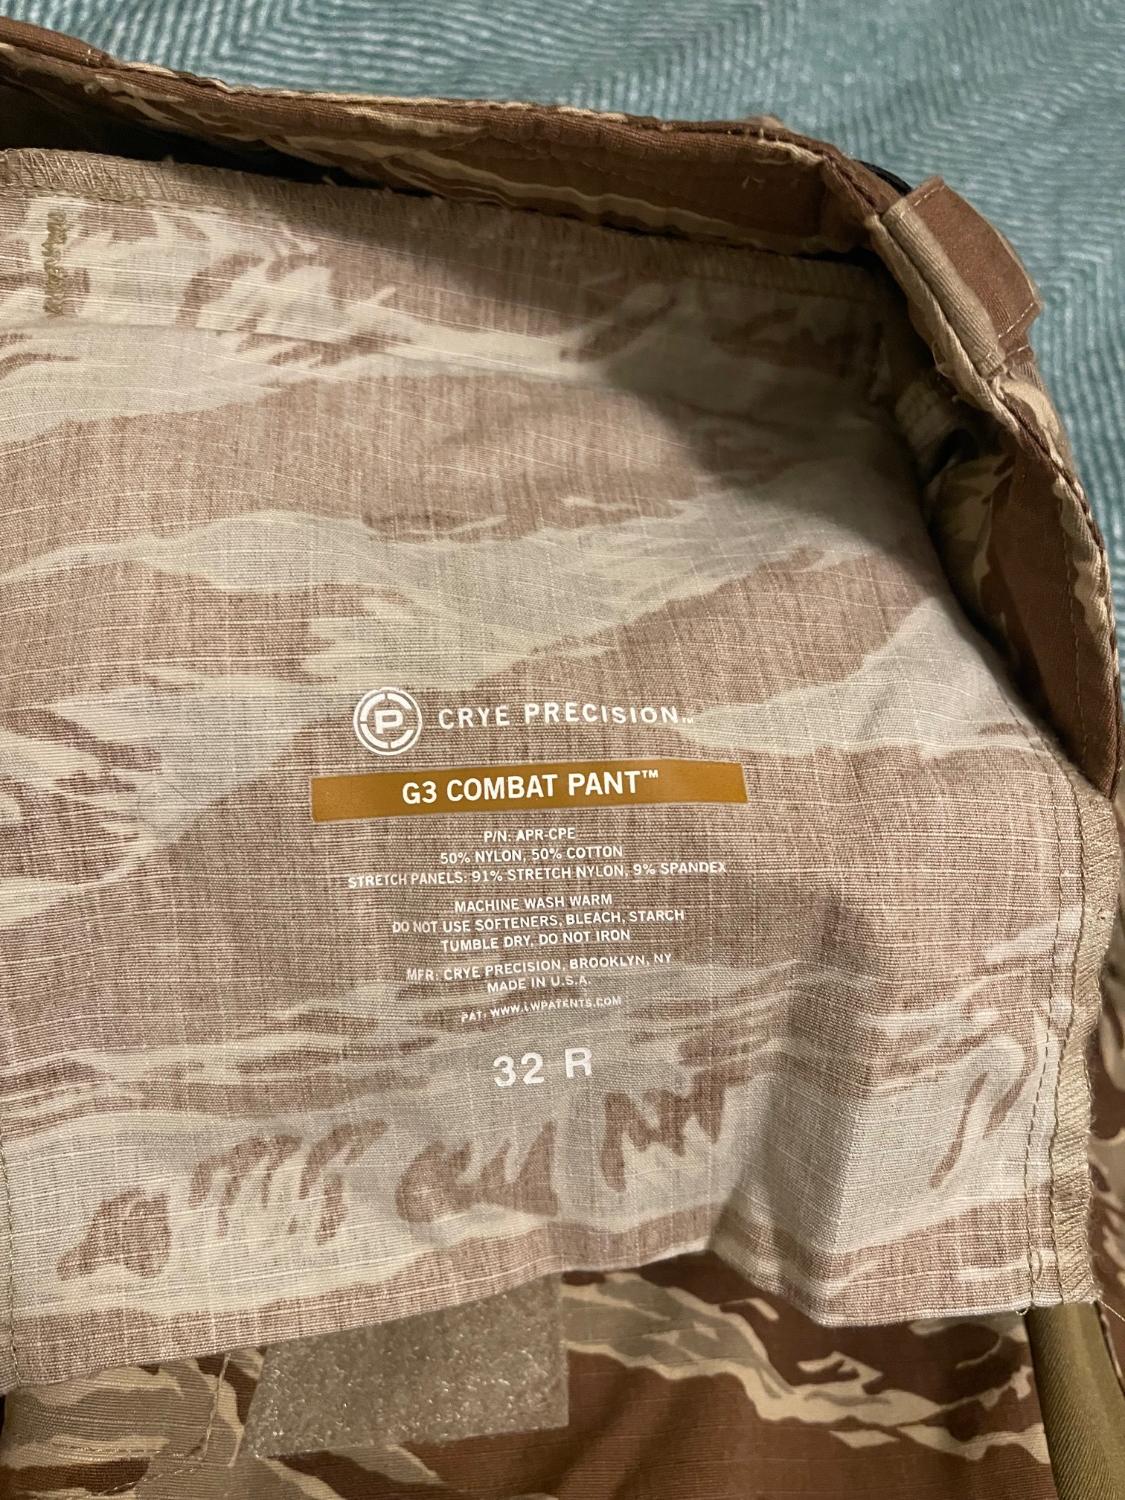 P CRYE PRECISION™
G3 COMBAT PANT™
P/N: APR-CPE
50% NYLON, 50% COTTON
STRETCH PANELS: 91% STRETCH NYLON, 9% SPANDEX
MACHINE WASH WARM
DO NOT USE SOFTENERS, BLEACH, STARCH
TUMBLE DRY, DO NOT IRON
MFR: CRYE PRECISION, BROOKLYN, NY
MADE IN U.S.A.
PAT: WWW.LWPATENTS.COM
32 R